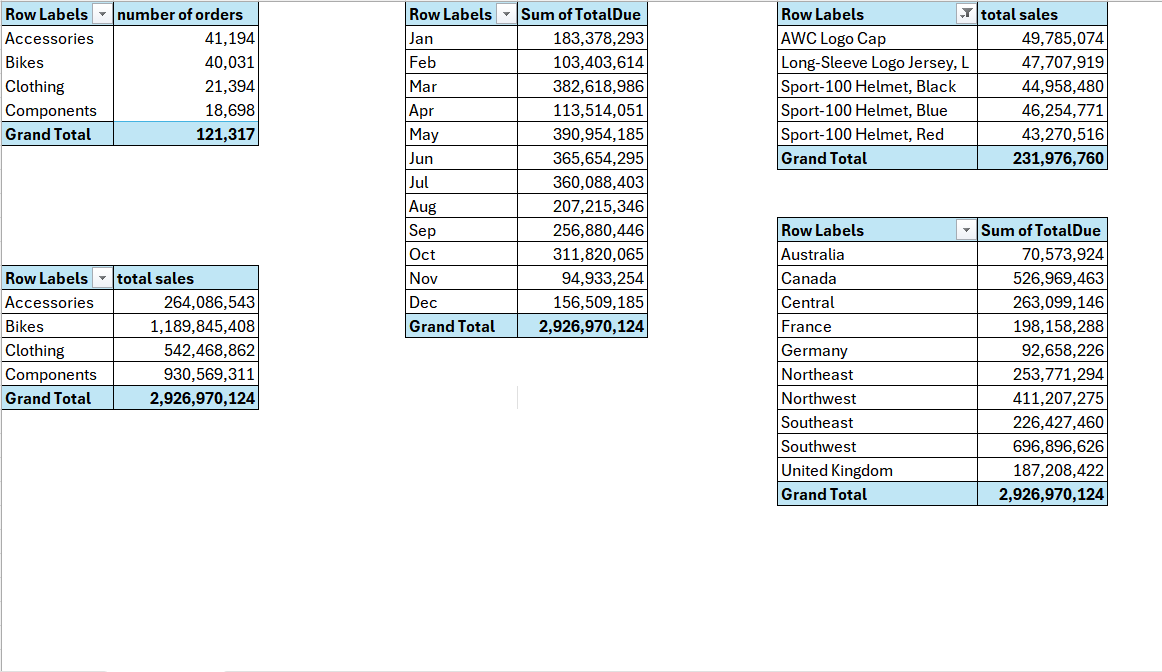 Row Labels number of orders
Accessories 41,194
Bikes 40,031
Clothing 21,394
Components 18,698
Grand Total 121,317
Row Labels total sales
Accessories 264,086,543
Bikes 1,189,845,408
Clothing 542,468,862
Components 930,569,311
Grand Total 2,926,970,124
Row Labels Sum of TotalDue
Jan 183,378,293
Feb 103,403,614
Mar 382,618,986
Apr 113,514,051
May 390,954,185
Jun 365,654,295
Jul 360,088,403
Aug 207,215,346
Sep 256,880,446
Oct 311,820,065
Nov 94,933,254
Dec 156,509,185
Grand Total 2,926,970,124
Row Labels total sales
AWC Logo Cap 49,785,074
Long-Sleeve Logo Jersey, L 47,707,919
Sport-100 Helmet, Black 44,958,480
Sport-100 Helmet, Blue 46,254,771
Sport-100 Helmet, Red 43,270,516
Grand Total 231,976,760
Row Labels Sum of TotalDue
Australia 70,573,924
Canada 526,969,463
Central 263,099,146
France 198,158,288
Germany 92,658,226
Northeast 253,771,294
Northwest 411,207,275
Southeast 226,427,460
Southwest 696,896,626
United Kingdom 187,208,422
Grand Total 2,926,970,124